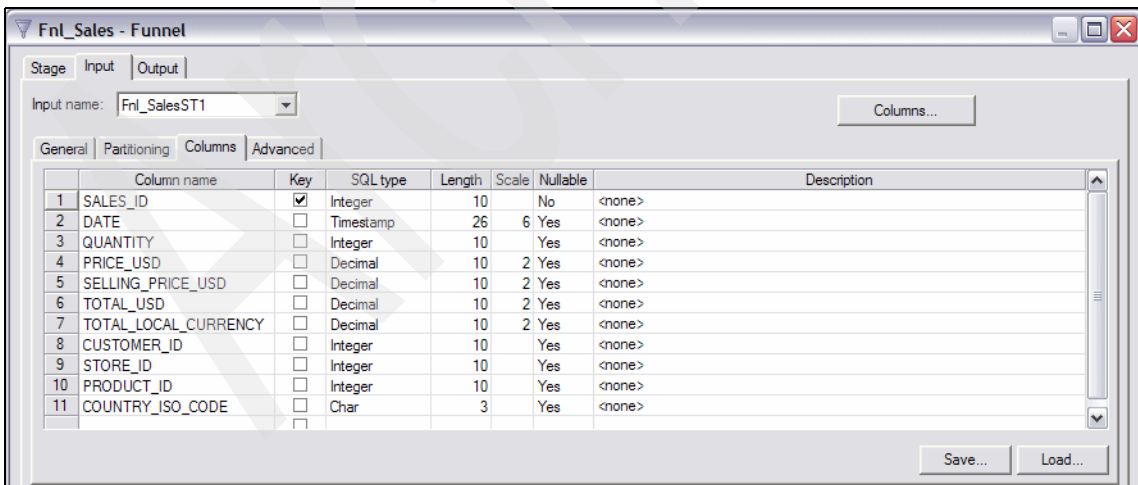 Fnl_Sales - Funnel
Stage Input Output
Input name: Fnl_SalesST1 Columns...
General Partitioning Columns Advanced
Column name Key SQL type Length Scale Nullable Description
1 SALES_ID Integer 10 No <none>
2 DATE Timestamp 26 6 Yes <none>
3 QUANTITY Integer 10 Yes <none>
4 PRICE_USD Decimal 10 2 Yes <none>
5 SELLING_PRICE_USD Decimal 10 2 Yes <none>
6 TOTAL_USD Decimal 10 2 Yes <none>
7 TOTAL_LOCAL_CURRENCY Decimal 10 2 Yes <none>
8 CUSTOMER_ID Integer 10 Yes <none>
9 STORE_ID Integer 10 Yes <none>
10 PRODUCT_ID Integer 10 Yes <none>
11 COUNTRY_ISO_CODE Char 3 Yes <none>
Save... Load...